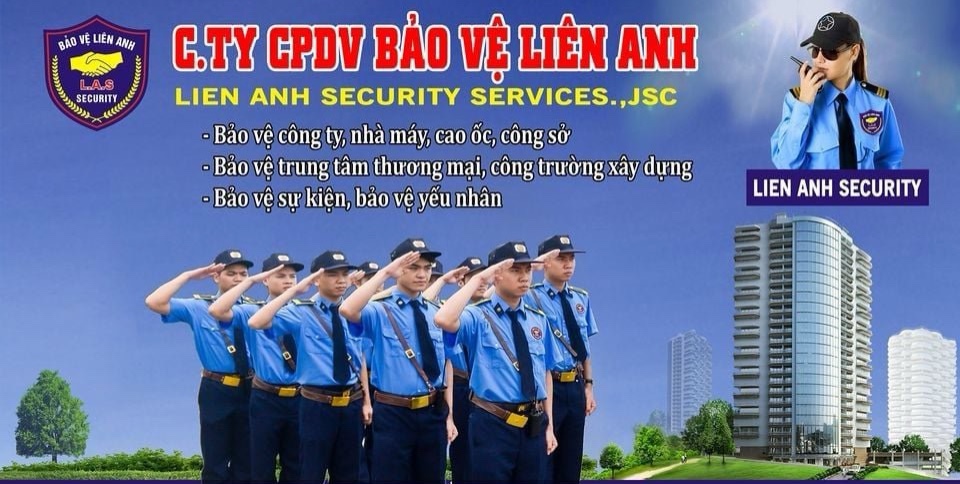 BẢO VỆ LIÊN ANH
L.A.S
SECURITY
C.TY CPDV BẢO VỆ LIÊN ANH
LIEN ANH SECURITY SERVICES.,JSC
- Bảo vệ công ty, nhà máy, cao ốc, công sở
- Bảo vệ trung tâm thương mại, công trường xây dựng
- Bảo vệ sự kiện, bảo vệ yếu nhân
LIEN ANH SECURITY